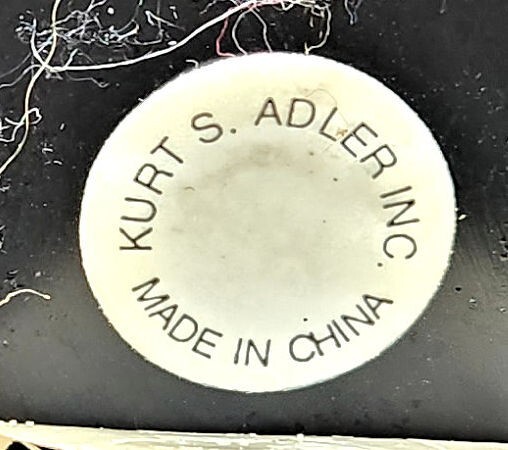 KURT S. ADLER INC.
MADE IN CHINA